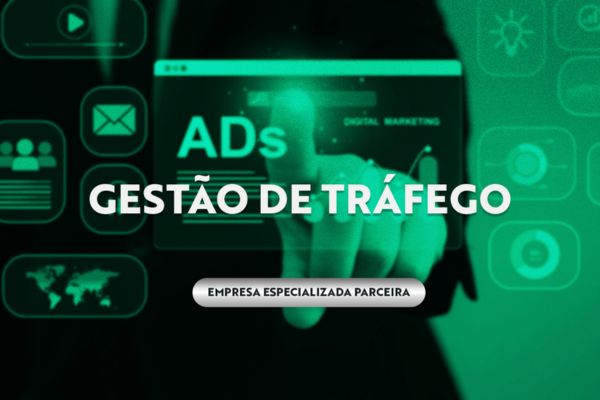 ADs
DIGITAL MARKETING
GESTÃO DE TRÁFEGO
EMPRESA ESPECIALIZADA PARCEIRA